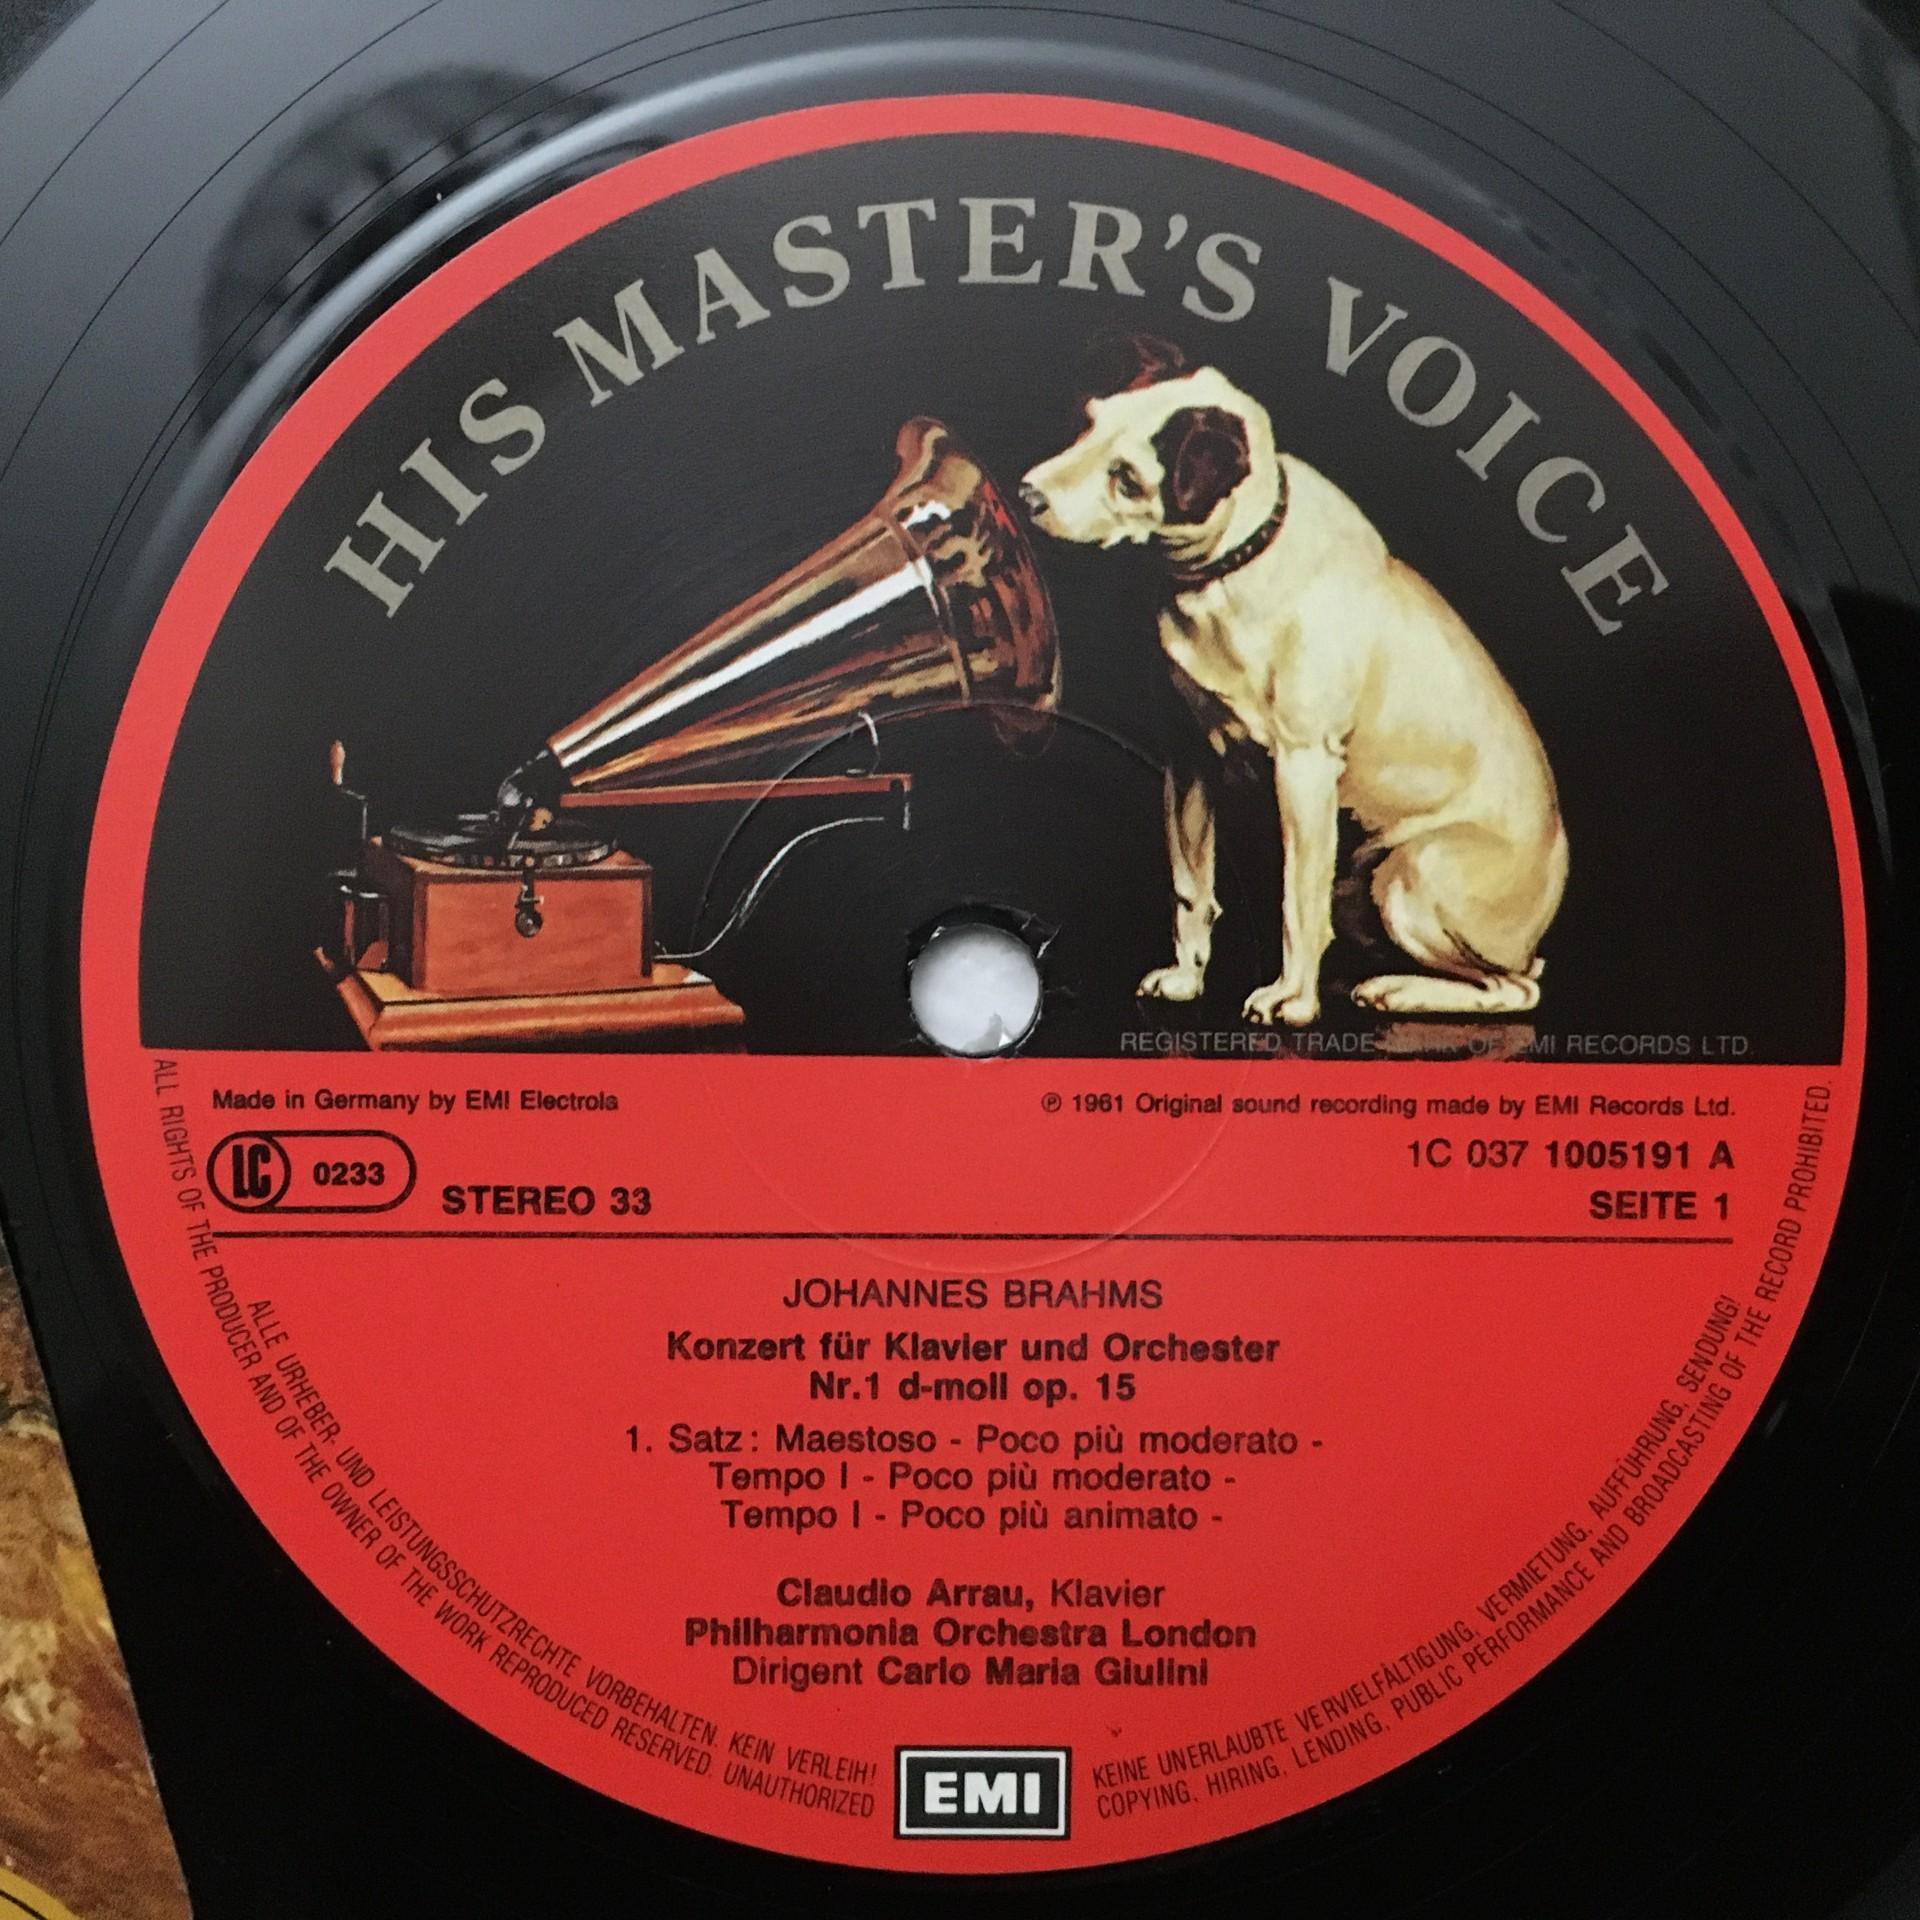 HIS MASTER'S VOICE
REGISTERED TRADE MARK OF EMI RECORDS LTD.
Made in Germany by EMI Electrola
℗ 1961 Original sound recording made by EMI Records Ltd.
LC 0233
STEREO 33
1C 037 1005191 A
SEITE 1
JOHANNES BRAHMS
Konzert für Klavier und Orchester
Nr.1 d-moll op. 15
1. Satz: Maestoso - Poco più moderato -
Tempo I - Poco più moderato -
Tempo I - Poco più animato -
Claudio Arrau, Klavier
Philharmonia Orchestra London
Dirigent Carlo Maria Giulini
EMI
ALLE URHEBER- UND LEISTUNGSSCHUTZRECHTE VORBEHALTEN. KEIN VERLEIH!
KEINE UNERLAUBTE VERVIELFÄLTIGUNG, VERMIETUNG, AUFFÜHRUNG, SENDUNG!
ALL RIGHTS OF THE PRODUCER AND OF THE OWNER OF THE WORK REPRODUCED RESERVED. UNAUTHORIZED
COPYING, HIRING, LENDING, PUBLIC PERFORMANCE AND BROADCASTING OF THE RECORD PROHIBITED.